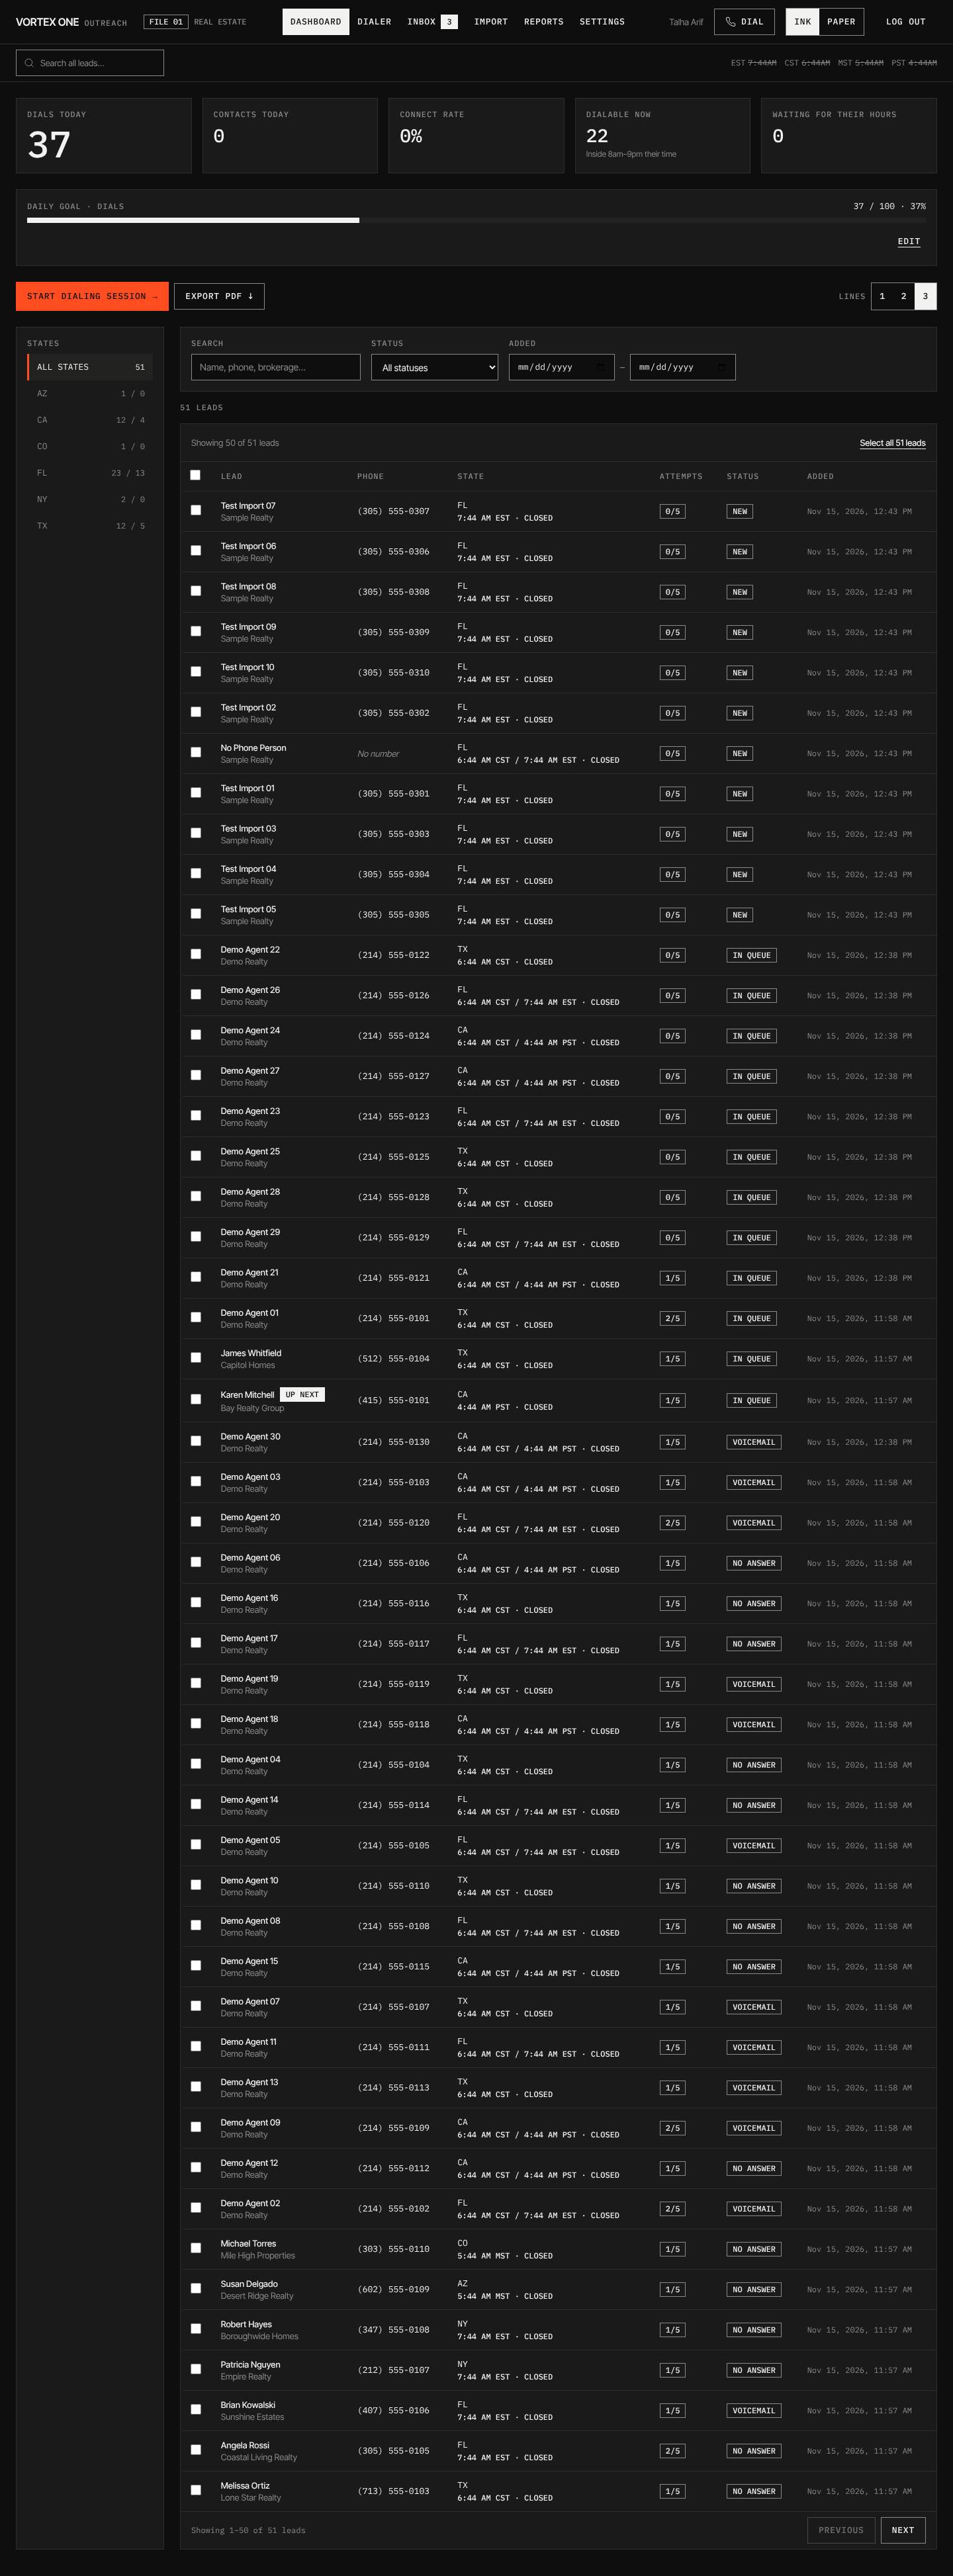 VORTEX ONE OUTREACH FILE 01 REAL ESTATE DASHBOARD DIALER INBOX 3 IMPORT REPORTS SETTINGS Talha Arif DIAL INK PAPER LOG OUT
Search all leads... EST 7:44AM CST 6:44AM MST 5:44AM PST 4:44AM
DIALS TODAY
37
CONTACTS TODAY
0
CONNECT RATE
0%
DIALABLE NOW
22
Inside 8am–9pm their time
WAITING FOR THEIR HOURS
0
DAILY GOAL · DIALS 37 / 100 · 37%
EDIT
START DIALING SESSION → EXPORT PDF ↓ LINES 1 2 3
STATES
ALL STATES 51
AZ 1 / 0
CA 12 / 4
CO 1 / 0
FL 23 / 13
NY 2 / 0
TX 12 / 5
SEARCH STATUS ADDED
Name, phone, brokerage... All statuses mm/dd/yyyy – mm/dd/yyyy
51 LEADS
Showing 50 of 51 leads Select all 51 leads
LEAD PHONE STATE ATTEMPTS STATUS ADDED
Test Import 07 (305) 555-0307 FL 0/5 NEW Nov 15, 2026, 12:43 PM
Sample Realty 7:44 AM EST · CLOSED
Test Import 06 (305) 555-0306 FL 0/5 NEW Nov 15, 2026, 12:43 PM
Sample Realty 7:44 AM EST · CLOSED
Test Import 08 (305) 555-0308 FL 0/5 NEW Nov 15, 2026, 12:43 PM
Sample Realty 7:44 AM EST · CLOSED
Test Import 09 (305) 555-0309 FL 0/5 NEW Nov 15, 2026, 12:43 PM
Sample Realty 7:44 AM EST · CLOSED
Test Import 10 (305) 555-0310 FL 0/5 NEW Nov 15, 2026, 12:43 PM
Sample Realty 7:44 AM EST · CLOSED
Test Import 02 (305) 555-0302 FL 0/5 NEW Nov 15, 2026, 12:43 PM
Sample Realty 7:44 AM EST · CLOSED
No Phone Person No number FL 0/5 NEW Nov 15, 2026, 12:43 PM
Sample Realty 6:44 AM CST / 7:44 AM EST · CLOSED
Test Import 01 (305) 555-0301 FL 0/5 NEW Nov 15, 2026, 12:43 PM
Sample Realty 7:44 AM EST · CLOSED
Test Import 03 (305) 555-0303 FL 0/5 NEW Nov 15, 2026, 12:43 PM
Sample Realty 7:44 AM EST · CLOSED
Test Import 04 (305) 555-0304 FL 0/5 NEW Nov 15, 2026, 12:43 PM
Sample Realty 7:44 AM EST · CLOSED
Test Import 05 (305) 555-0305 FL 0/5 NEW Nov 15, 2026, 12:43 PM
Sample Realty 7:44 AM EST · CLOSED
Demo Agent 22 (214) 555-0122 TX 0/5 IN QUEUE Nov 15, 2026, 12:38 PM
Demo Realty 6:44 AM CST · CLOSED
Demo Agent 26 (214) 555-0126 FL 0/5 IN QUEUE Nov 15, 2026, 12:38 PM
Demo Realty 6:44 AM CST / 7:44 AM EST · CLOSED
Demo Agent 24 (214) 555-0124 CA 0/5 IN QUEUE Nov 15, 2026, 12:38 PM
Demo Realty 6:44 AM CST / 4:44 AM PST · CLOSED
Demo Agent 27 (214) 555-0127 CA 0/5 IN QUEUE Nov 15, 2026, 12:38 PM
Demo Realty 6:44 AM CST / 4:44 AM PST · CLOSED
Demo Agent 23 (214) 555-0123 FL 0/5 IN QUEUE Nov 15, 2026, 12:38 PM
Demo Realty 6:44 AM CST / 7:44 AM EST · CLOSED
Demo Agent 25 (214) 555-0125 TX 0/5 IN QUEUE Nov 15, 2026, 12:38 PM
Demo Realty 6:44 AM CST · CLOSED
Demo Agent 28 (214) 555-0128 TX 0/5 IN QUEUE Nov 15, 2026, 12:38 PM
Demo Realty 6:44 AM CST · CLOSED
Demo Agent 29 (214) 555-0129 FL 0/5 IN QUEUE Nov 15, 2026, 12:38 PM
Demo Realty 6:44 AM CST / 7:44 AM EST · CLOSED
Demo Agent 21 (214) 555-0121 CA 1/5 IN QUEUE Nov 15, 2026, 12:38 PM
Demo Realty 6:44 AM CST / 4:44 AM PST · CLOSED
Demo Agent 01 (214) 555-0101 TX 2/5 IN QUEUE Nov 15, 2026, 11:58 AM
Demo Realty 6:44 AM CST · CLOSED
James Whitfield (512) 555-0104 TX 1/5 IN QUEUE Nov 15, 2026, 11:57 AM
Capitol Homes 6:44 AM CST · CLOSED
Karen Mitchell UP NEXT (415) 555-0101 CA 1/5 IN QUEUE Nov 15, 2026, 11:57 AM
Bay Realty Group 4:44 AM PST · CLOSED
Demo Agent 30 (214) 555-0130 CA 1/5 VOICEMAIL Nov 15, 2026, 12:38 PM
Demo Realty 6:44 AM CST / 4:44 AM PST · CLOSED
Demo Agent 03 (214) 555-0103 CA 1/5 VOICEMAIL Nov 15, 2026, 11:58 AM
Demo Realty 6:44 AM CST / 4:44 AM PST · CLOSED
Demo Agent 20 (214) 555-0120 FL 2/5 VOICEMAIL Nov 15, 2026, 11:58 AM
Demo Realty 6:44 AM CST / 7:44 AM EST · CLOSED
Demo Agent 06 (214) 555-0106 CA 1/5 NO ANSWER Nov 15, 2026, 11:58 AM
Demo Realty 6:44 AM CST / 4:44 AM PST · CLOSED
Demo Agent 16 (214) 555-0116 TX 1/5 NO ANSWER Nov 15, 2026, 11:58 AM
Demo Realty 6:44 AM CST · CLOSED
Demo Agent 17 (214) 555-0117 FL 1/5 NO ANSWER Nov 15, 2026, 11:58 AM
Demo Realty 6:44 AM CST / 7:44 AM EST · CLOSED
Demo Agent 19 (214) 555-0119 TX 1/5 VOICEMAIL Nov 15, 2026, 11:58 AM
Demo Realty 6:44 AM CST · CLOSED
Demo Agent 18 (214) 555-0118 CA 1/5 VOICEMAIL Nov 15, 2026, 11:58 AM
Demo Realty 6:44 AM CST / 4:44 AM PST · CLOSED
Demo Agent 04 (214) 555-0104 TX 1/5 NO ANSWER Nov 15, 2026, 11:58 AM
Demo Realty 6:44 AM CST · CLOSED
Demo Agent 14 (214) 555-0114 FL 1/5 NO ANSWER Nov 15, 2026, 11:58 AM
Demo Realty 6:44 AM CST / 7:44 AM EST · CLOSED
Demo Agent 05 (214) 555-0105 FL 1/5 VOICEMAIL Nov 15, 2026, 11:58 AM
Demo Realty 6:44 AM CST / 7:44 AM EST · CLOSED
Demo Agent 10 (214) 555-0110 TX 1/5 NO ANSWER Nov 15, 2026, 11:58 AM
Demo Realty 6:44 AM CST · CLOSED
Demo Agent 08 (214) 555-0108 FL 1/5 NO ANSWER Nov 15, 2026, 11:58 AM
Demo Realty 6:44 AM CST / 7:44 AM EST · CLOSED
Demo Agent 15 (214) 555-0115 CA 1/5 NO ANSWER Nov 15, 2026, 11:58 AM
Demo Realty 6:44 AM CST / 4:44 AM PST · CLOSED
Demo Agent 07 (214) 555-0107 TX 1/5 VOICEMAIL Nov 15, 2026, 11:58 AM
Demo Realty 6:44 AM CST · CLOSED
Demo Agent 11 (214) 555-0111 FL 1/5 VOICEMAIL Nov 15, 2026, 11:58 AM
Demo Realty 6:44 AM CST / 7:44 AM EST · CLOSED
Demo Agent 13 (214) 555-0113 TX 1/5 VOICEMAIL Nov 15, 2026, 11:58 AM
Demo Realty 6:44 AM CST · CLOSED
Demo Agent 09 (214) 555-0109 CA 2/5 VOICEMAIL Nov 15, 2026, 11:58 AM
Demo Realty 6:44 AM CST / 4:44 AM PST · CLOSED
Demo Agent 12 (214) 555-0112 CA 1/5 NO ANSWER Nov 15, 2026, 11:58 AM
Demo Realty 6:44 AM CST / 4:44 AM PST · CLOSED
Demo Agent 02 (214) 555-0102 FL 2/5 VOICEMAIL Nov 15, 2026, 11:58 AM
Demo Realty 6:44 AM CST / 7:44 AM EST · CLOSED
Michael Torres (303) 555-0110 CO 1/5 NO ANSWER Nov 15, 2026, 11:57 AM
Mile High Properties 5:44 AM MST · CLOSED
Susan Delgado (602) 555-0109 AZ 1/5 NO ANSWER Nov 15, 2026, 11:57 AM
Desert Ridge Realty 5:44 AM MST · CLOSED
Robert Hayes (347) 555-0108 NY 1/5 NO ANSWER Nov 15, 2026, 11:57 AM
Boroughwide Homes 7:44 AM EST · CLOSED
Patricia Nguyen (212) 555-0107 NY 1/5 NO ANSWER Nov 15, 2026, 11:57 AM
Empire Realty 7:44 AM EST · CLOSED
Brian Kowalski (407) 555-0106 FL 1/5 VOICEMAIL Nov 15, 2026, 11:57 AM
Sunshine Estates 7:44 AM EST · CLOSED
Angela Rossi (305) 555-0105 FL 2/5 NO ANSWER Nov 15, 2026, 11:57 AM
Coastal Living Realty 7:44 AM EST · CLOSED
Melissa Ortiz (713) 555-0103 TX 1/5 NO ANSWER Nov 15, 2026, 11:57 AM
Lone Star Realty 6:44 AM CST · CLOSED
Showing 1–50 of 51 leads PREVIOUS NEXT